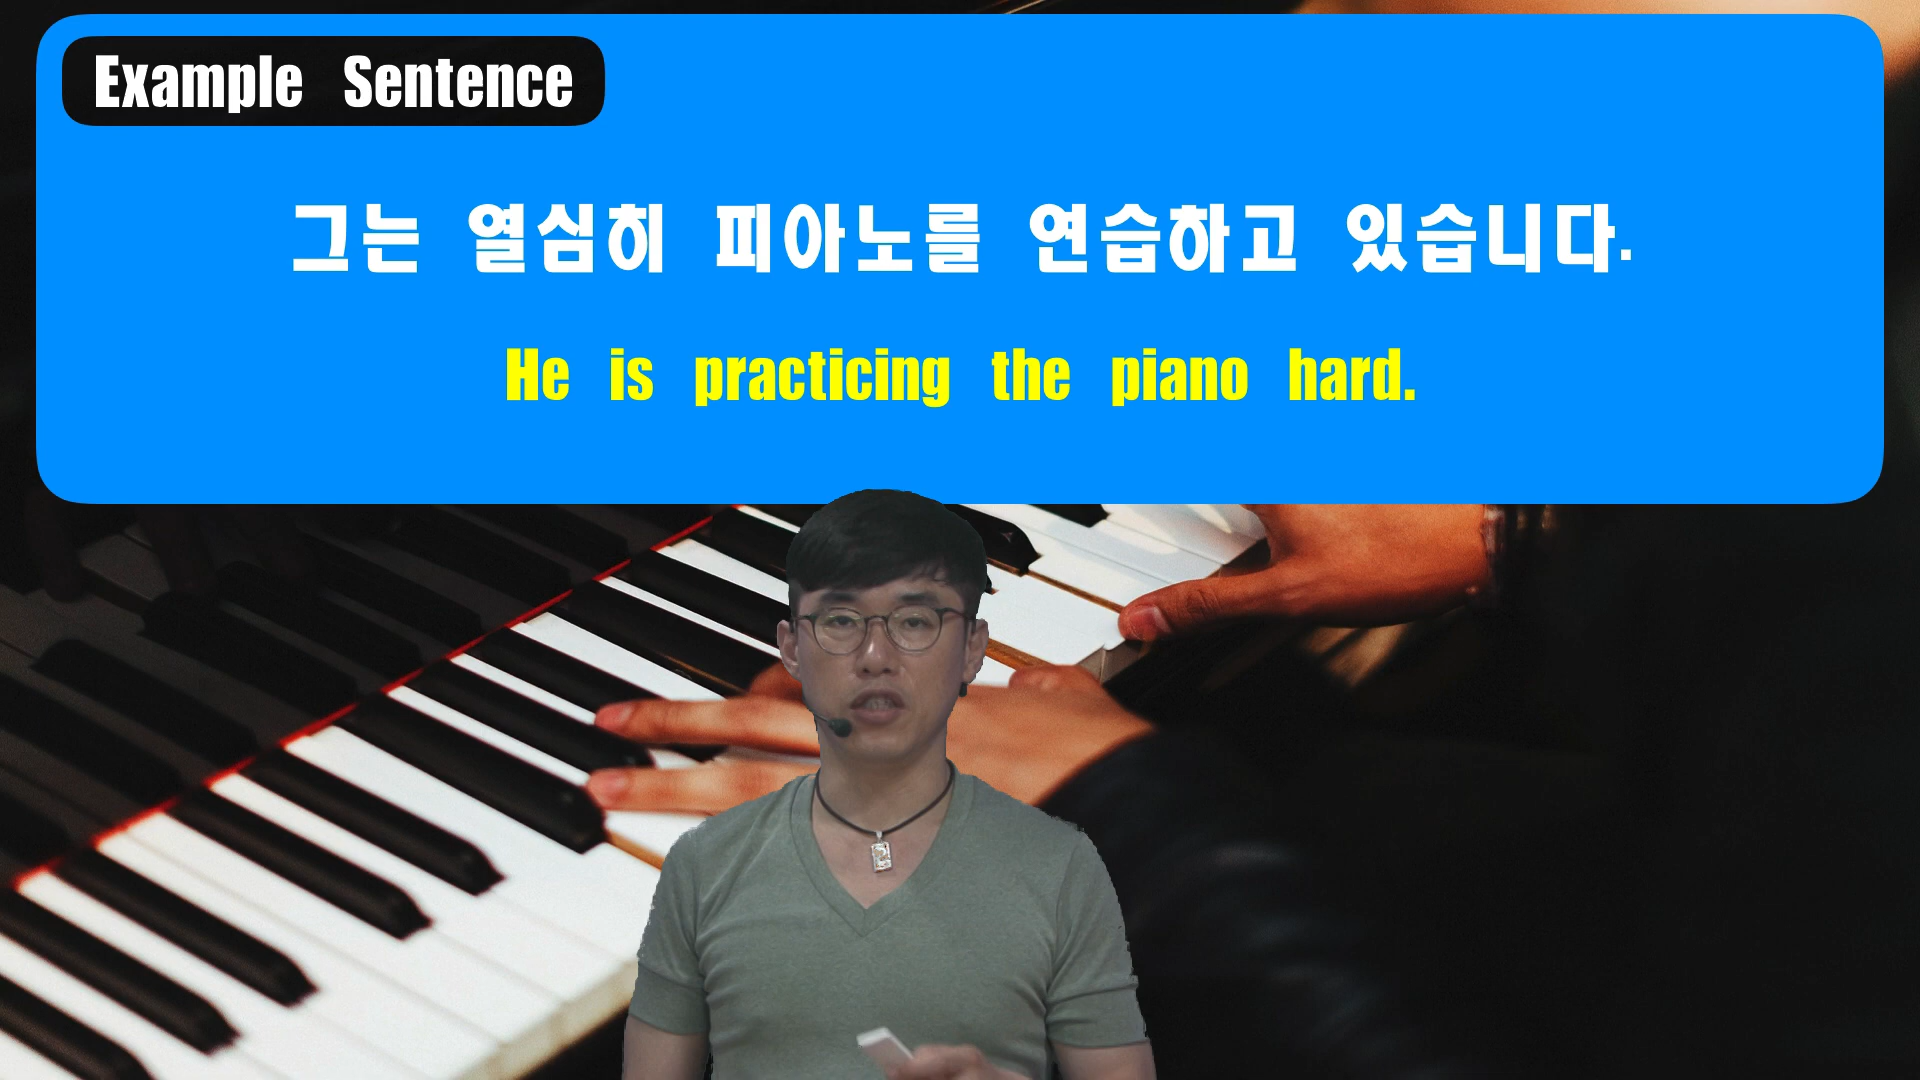 Example Sentence
그는 열심히 피아노를 연습하고 있습니다.
He is practicing the piano hard.